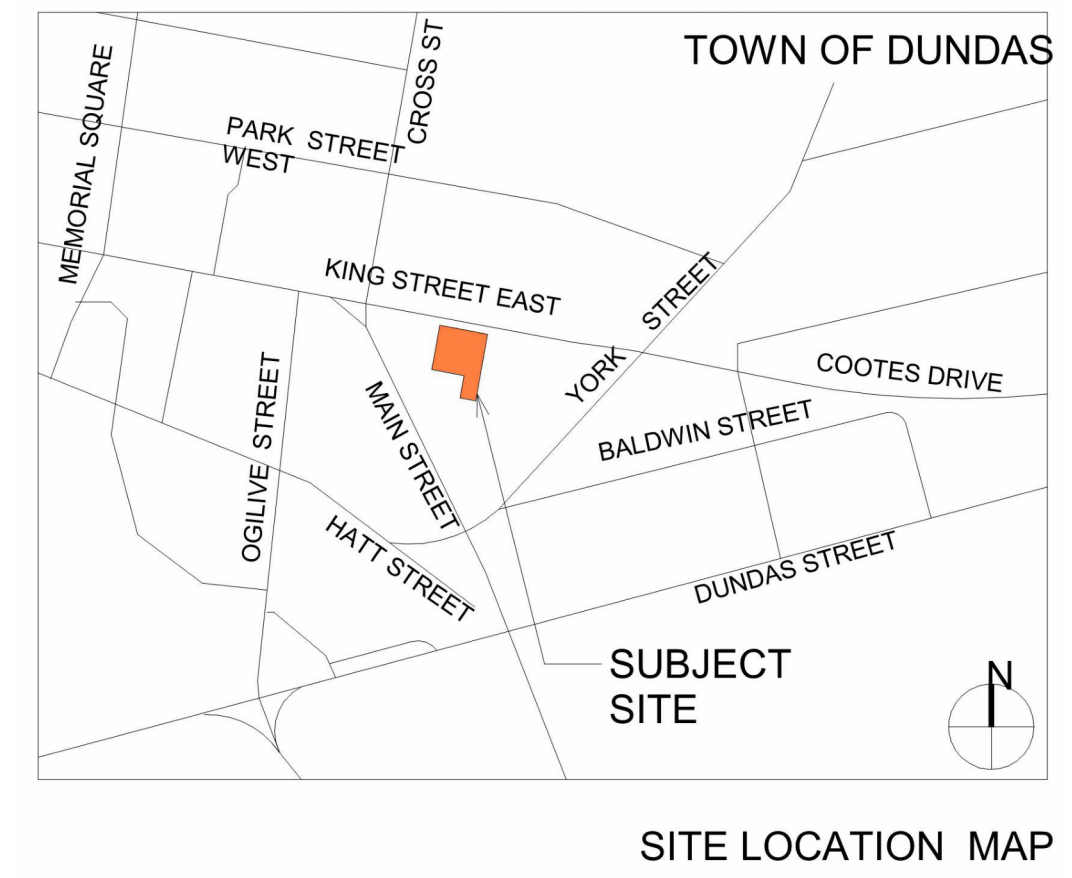 TOWN OF DUNDAS
MEMORIAL SQUARE
CROSS ST
PARK STREET
WEST
KING STREET EAST
YORK STREET
COOTES DRIVE
BALDWIN STREET
MAIN STREET
OGILIVE STREET
HATT STREET
DUNDAS STREET
SUBJECT
SITE
N
SITE LOCATION MAP